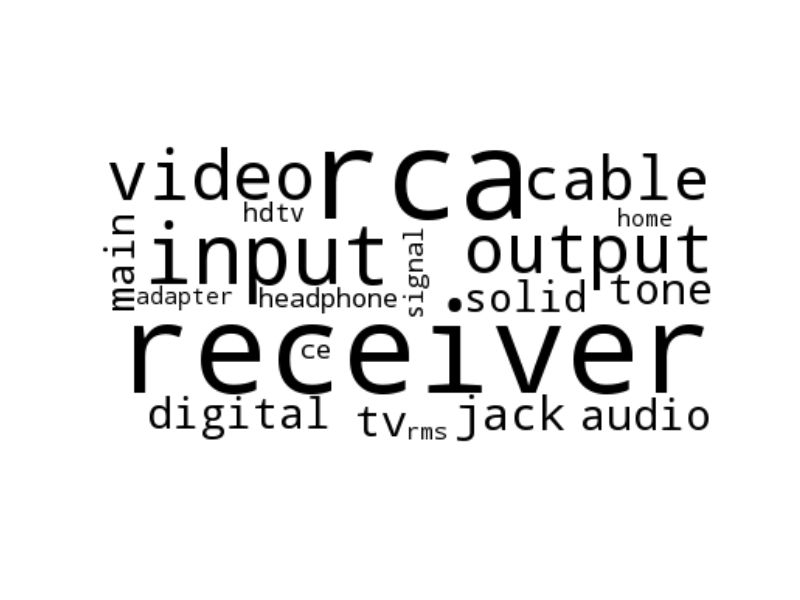 video rca cable
hdtv home
main input signal output
adapter headphone solid tone
receiver
ce
digital tv rms jack audio